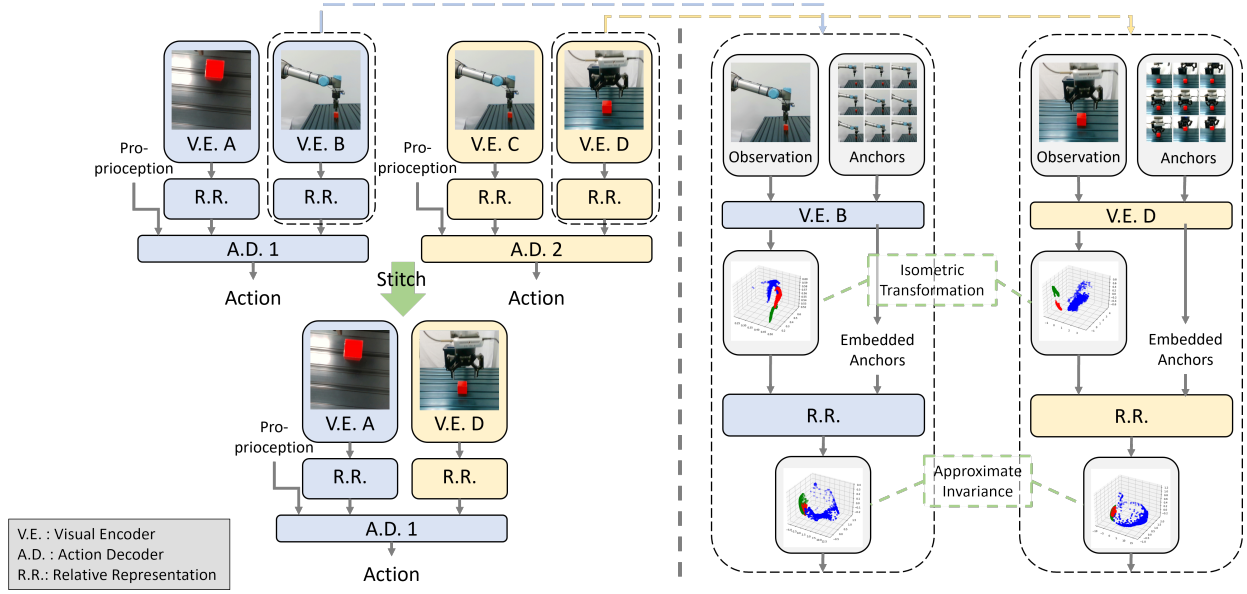 V.E. A
V.E. B
V.E. C
V.E. D
Pro-
prioception
Pro-
prioception
R.R.
R.R.
R.R.
R.R.
A.D. 1
A.D. 2
Action
Stitch
Action
V.E. A
V.E. D
Pro-
prioception
R.R.
R.R.
A.D. 1
Action
V.E. : Visual Encoder
A.D. : Action Decoder
R.R.: Relative Representation
Observation
Anchors
Observation
Anchors
V.E. B
V.E. D
Isometric
Transformation
Embedded
Anchors
Embedded
Anchors
R.R.
R.R.
Approximate
Invariance